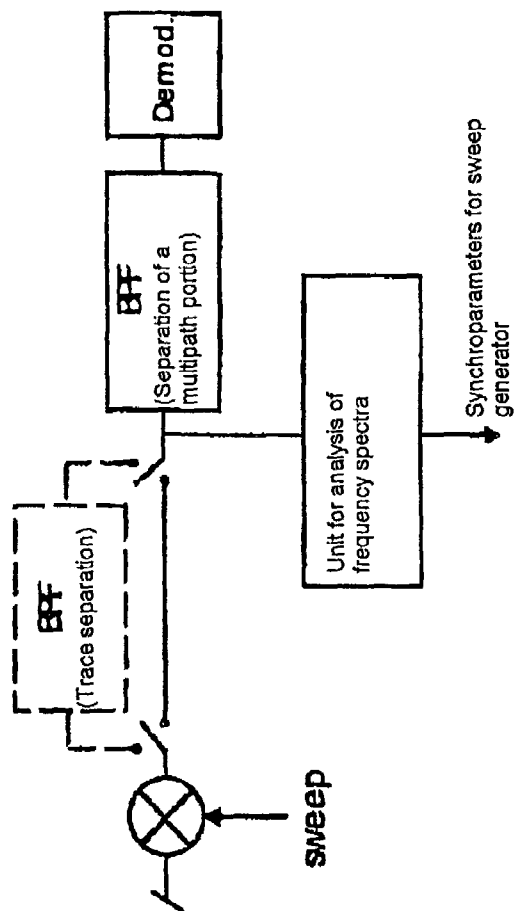 BPF
(Trace separation)
sweep
BPF
(Separation of a
multipath portion)
Demod.
Unit for analysis of
frequency spectra
Synchroparameters for sweep
generator